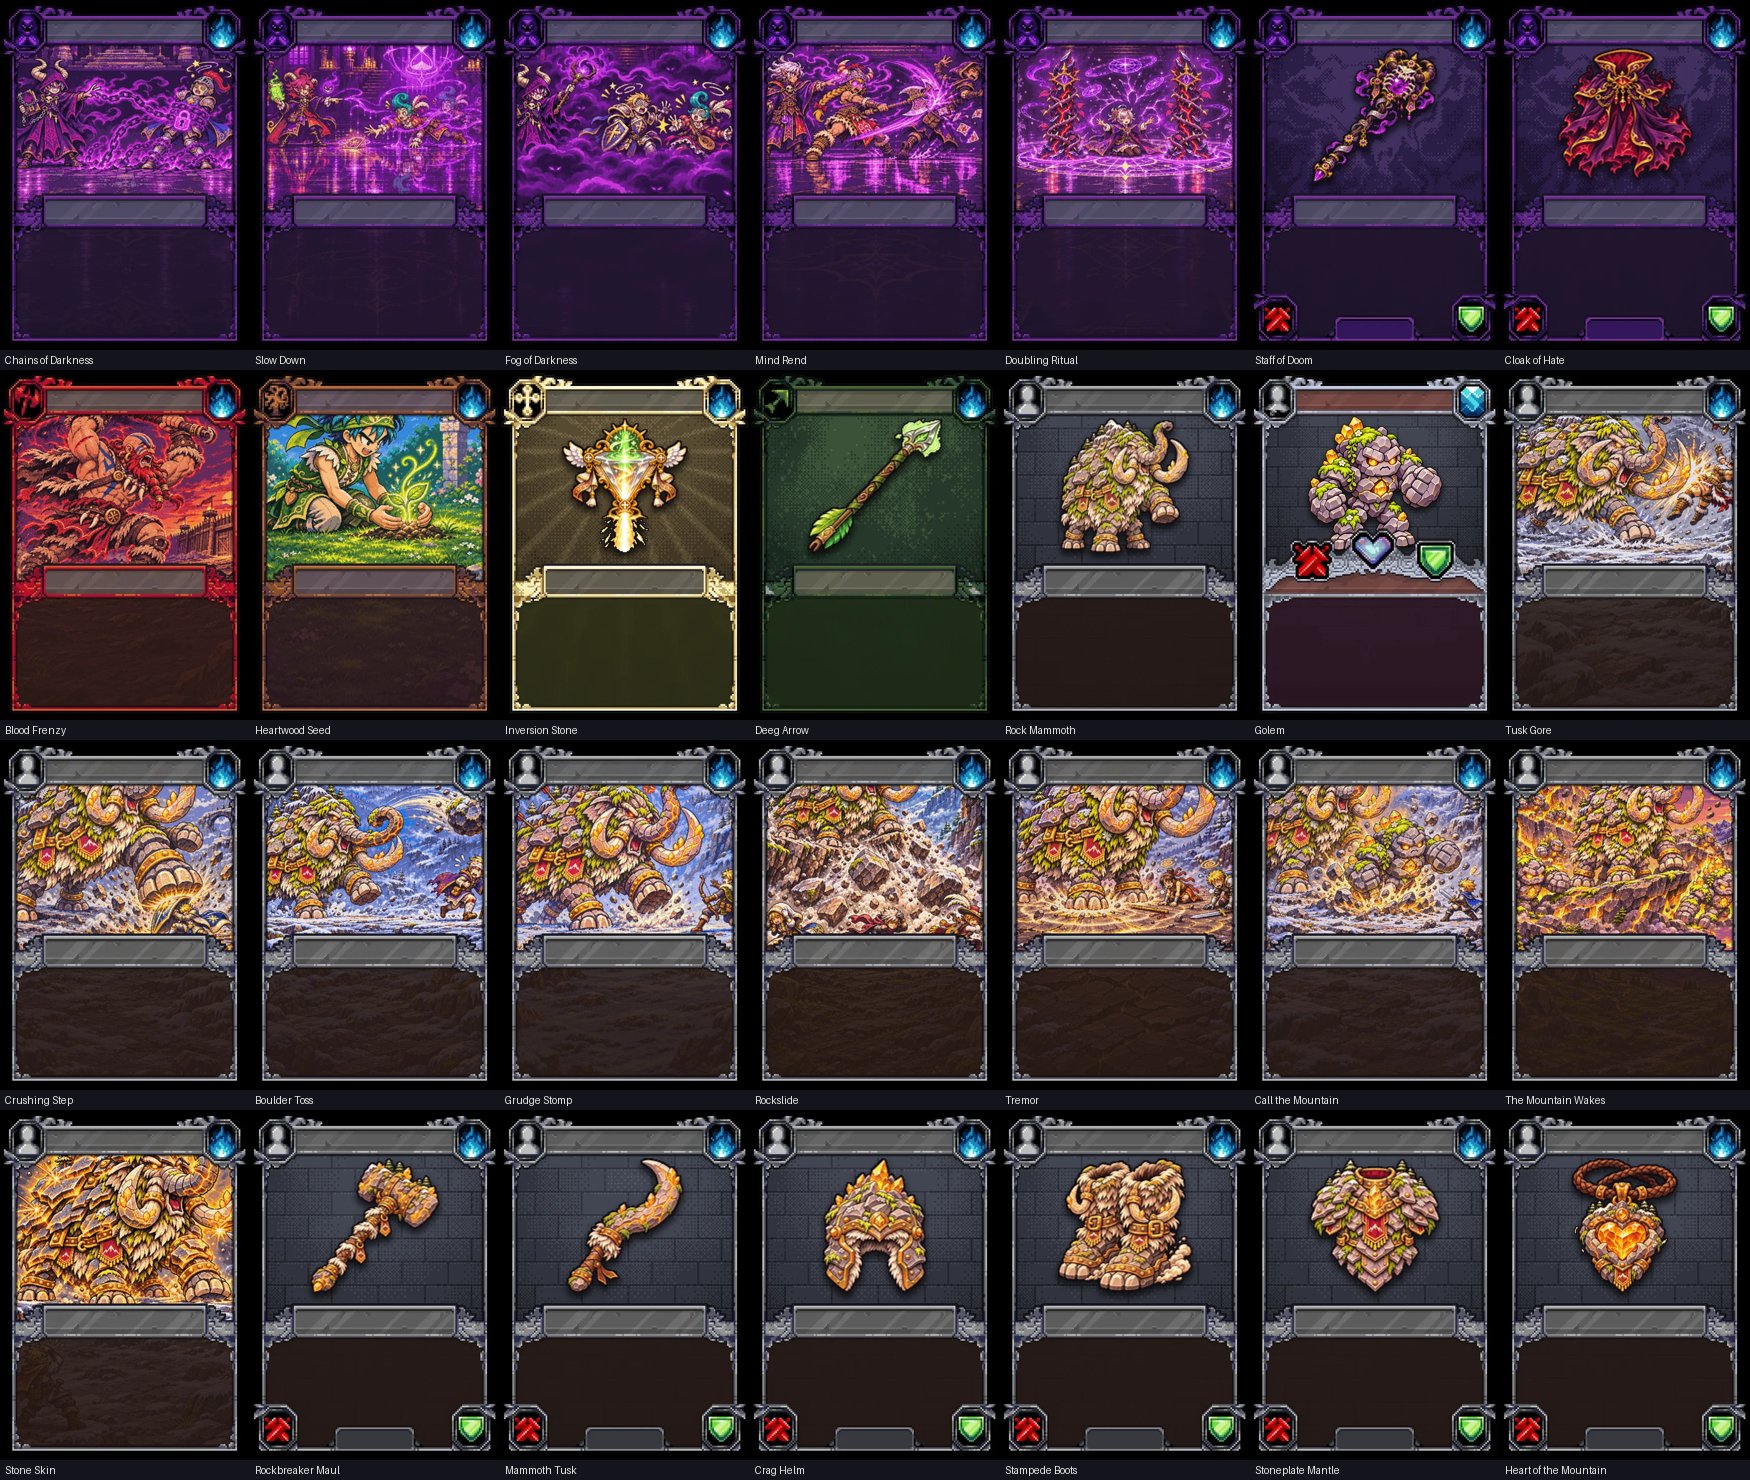 Chains of Darkness
Slow Down
Fog of Darkness
Mind Rend
Doubling Ritual
Staff of Doom
Cloak of Hate
Blood Frenzy
Heartwood Seed
Inversion Stone
Deeg Arrow
Rock Mammoth
Golem
Tusk Gore
Crushing Step
Boulder Toss
Grudge Stomp
Rockslide
Tremor
Call the Mountain
The Mountain Wakes
Stone Skin
Rockbreaker Maul
Mammoth Tusk
Crag Helm
Stampede Boots
Stoneplate Mantle
Heart of the Mountain